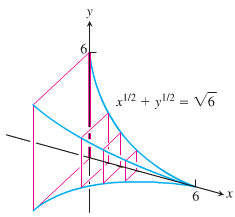 y
6
x^{1/2} + y^{1/2} = √6
6
x